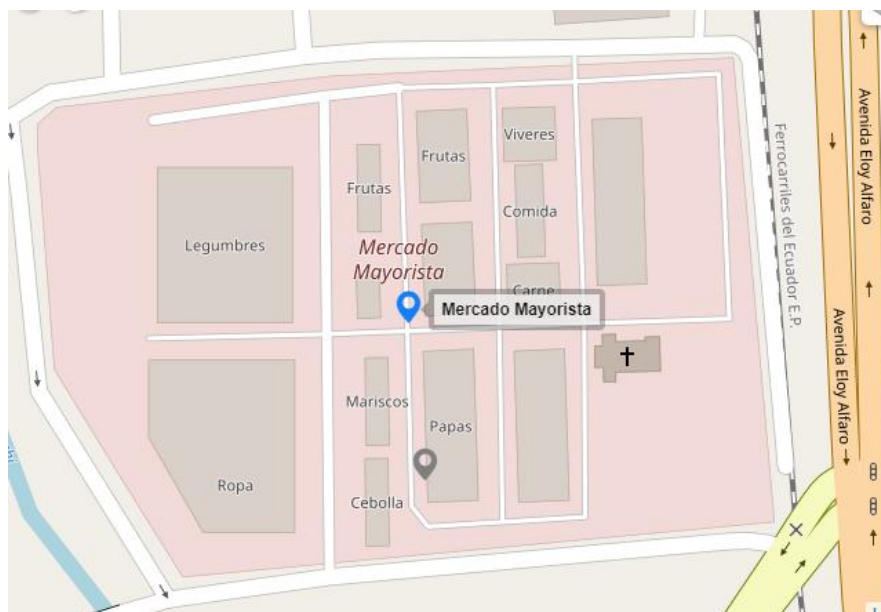 Viveres
Frutas
Frutas
Comida
Legumbres
Mercado
Mayorista
Carne
Mercado Mayorista
Mariscos
Papas
Ropa
Cebolla
Ferrocarriles del Ecuador E.P.
Avenida Eloy Alfaro
Avenida Eloy Alfaro